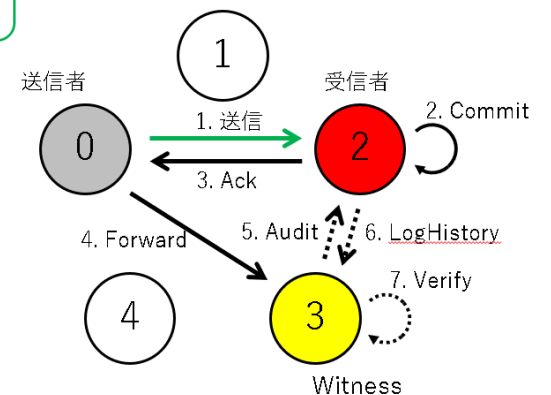 1
送信者
受信者
2. Commit
1. 送信
0
2
3. Ack
4. Forward
5. Audit
6. LogHistory
7. Verify
4
3
Witness